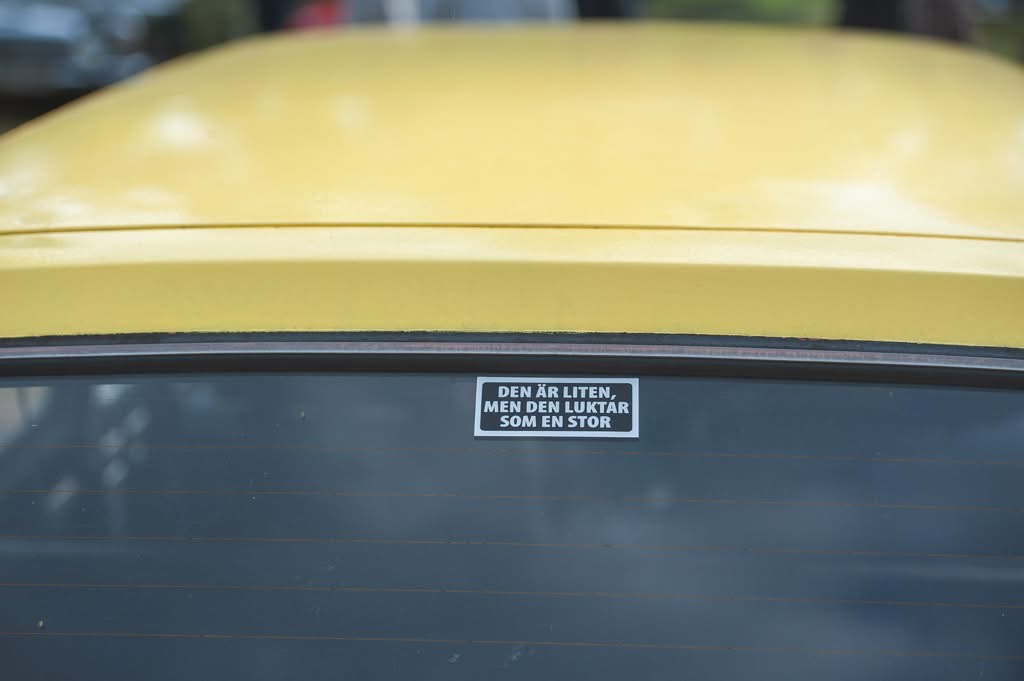 DEN ÄR LITEN,
MEN DEN LUKTAR
SOM EN STOR